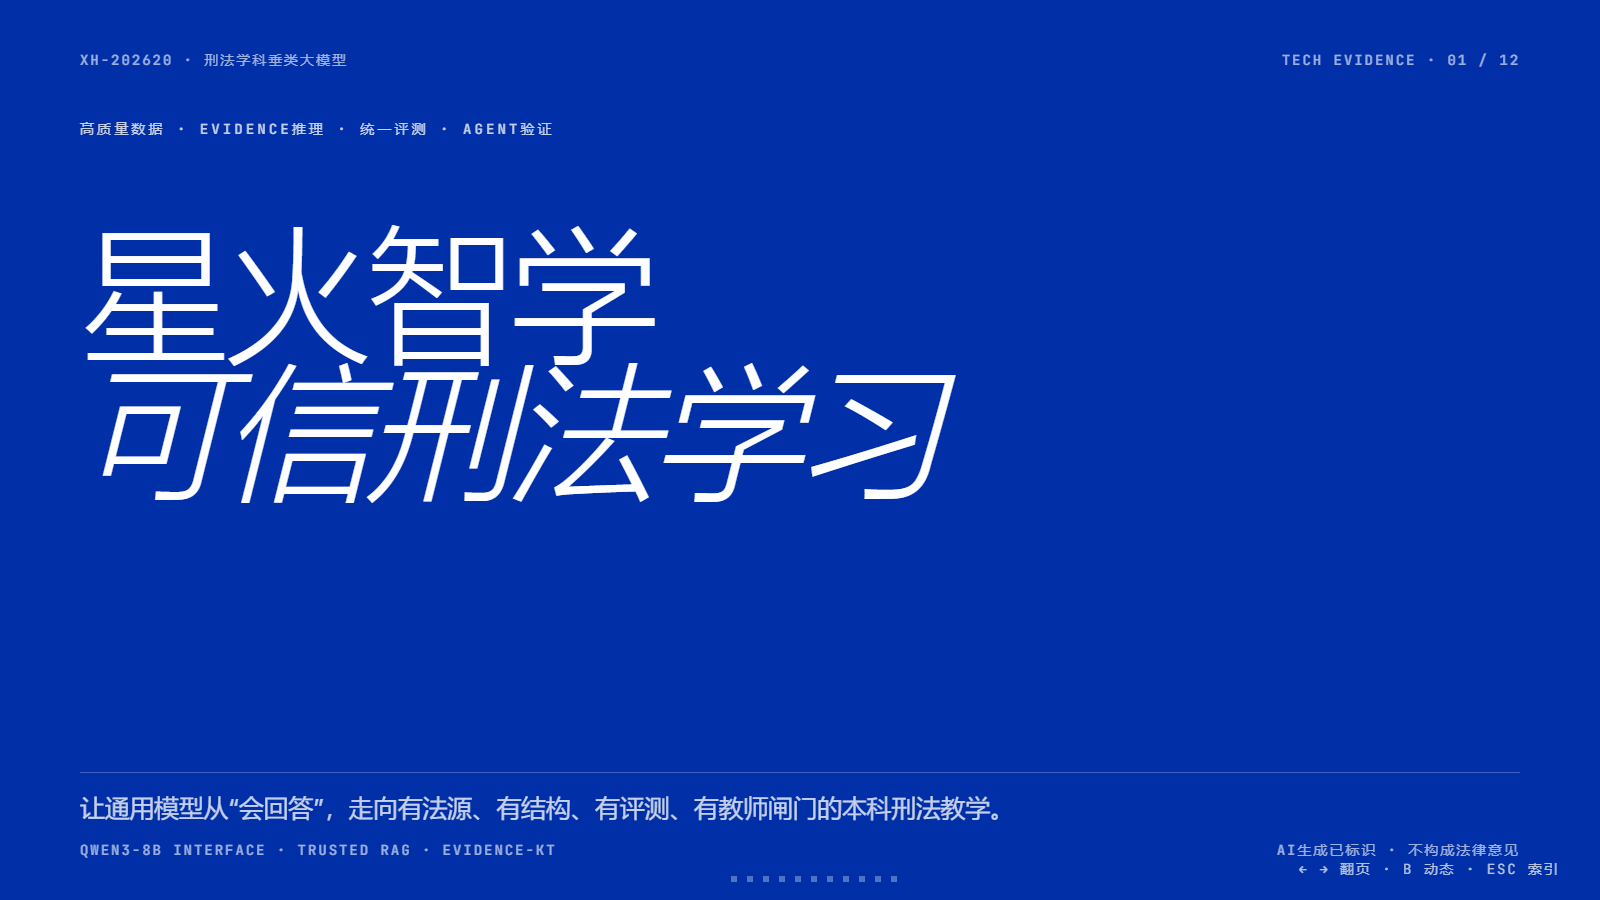 XH-202620 · 刑法学科垂类大模型
TECH EVIDENCE · 01 / 12
高质量数据 · EVIDENCE推理 · 统一评测 · AGENT验证
星火智学
可信刑法学习
让通用模型从“会回答”，走向有法源、有结构、有评测、有教师闸门的本科刑法教学。
QWEN3-8B INTERFACE · TRUSTED RAG · EVIDENCE-KT
AI生成已标识 · 不构成法律意见
← → 翻页 · B 动态 · ESC 索引